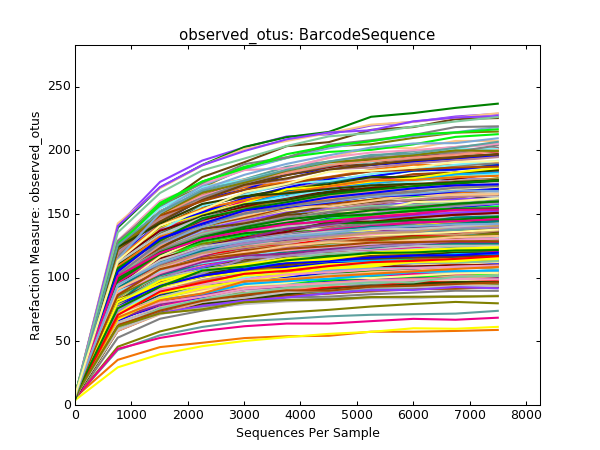 observed_otus: BarcodeSequence
Rarefaction Measure: observed_otus
250
200
150
100
50
0
0 1000 2000 3000 4000 5000 6000 7000 8000
Sequences Per Sample